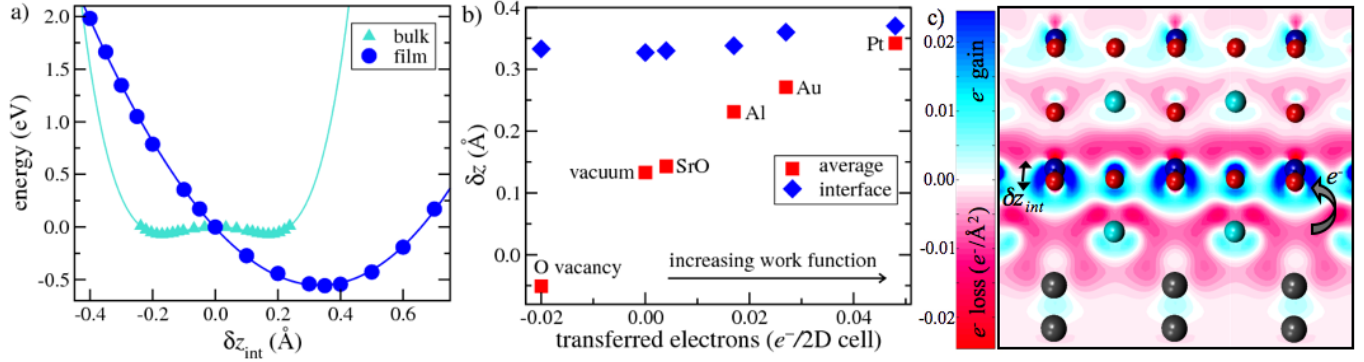 a)
energy (eV)
2.0
1.5
1.0
0.5
0.0
-0.5
bulk
film
-0.4 -0.2 0.0 0.2 0.4 0.6
δz_int (Å)
b)
δz (Å)
0.4
0.3
0.2
0.1
0.0
Pt
Au
Al
vacuum
SrO
average
interface
O vacancy
increasing work function
-0.02 0.00 0.02 0.04
transferred electrons (e⁻/2D cell)
c)
0.02
0.01
0.00
-0.01
-0.02
e⁻ gain
e⁻ loss (e⁻/Å²)
δz_int
e⁻